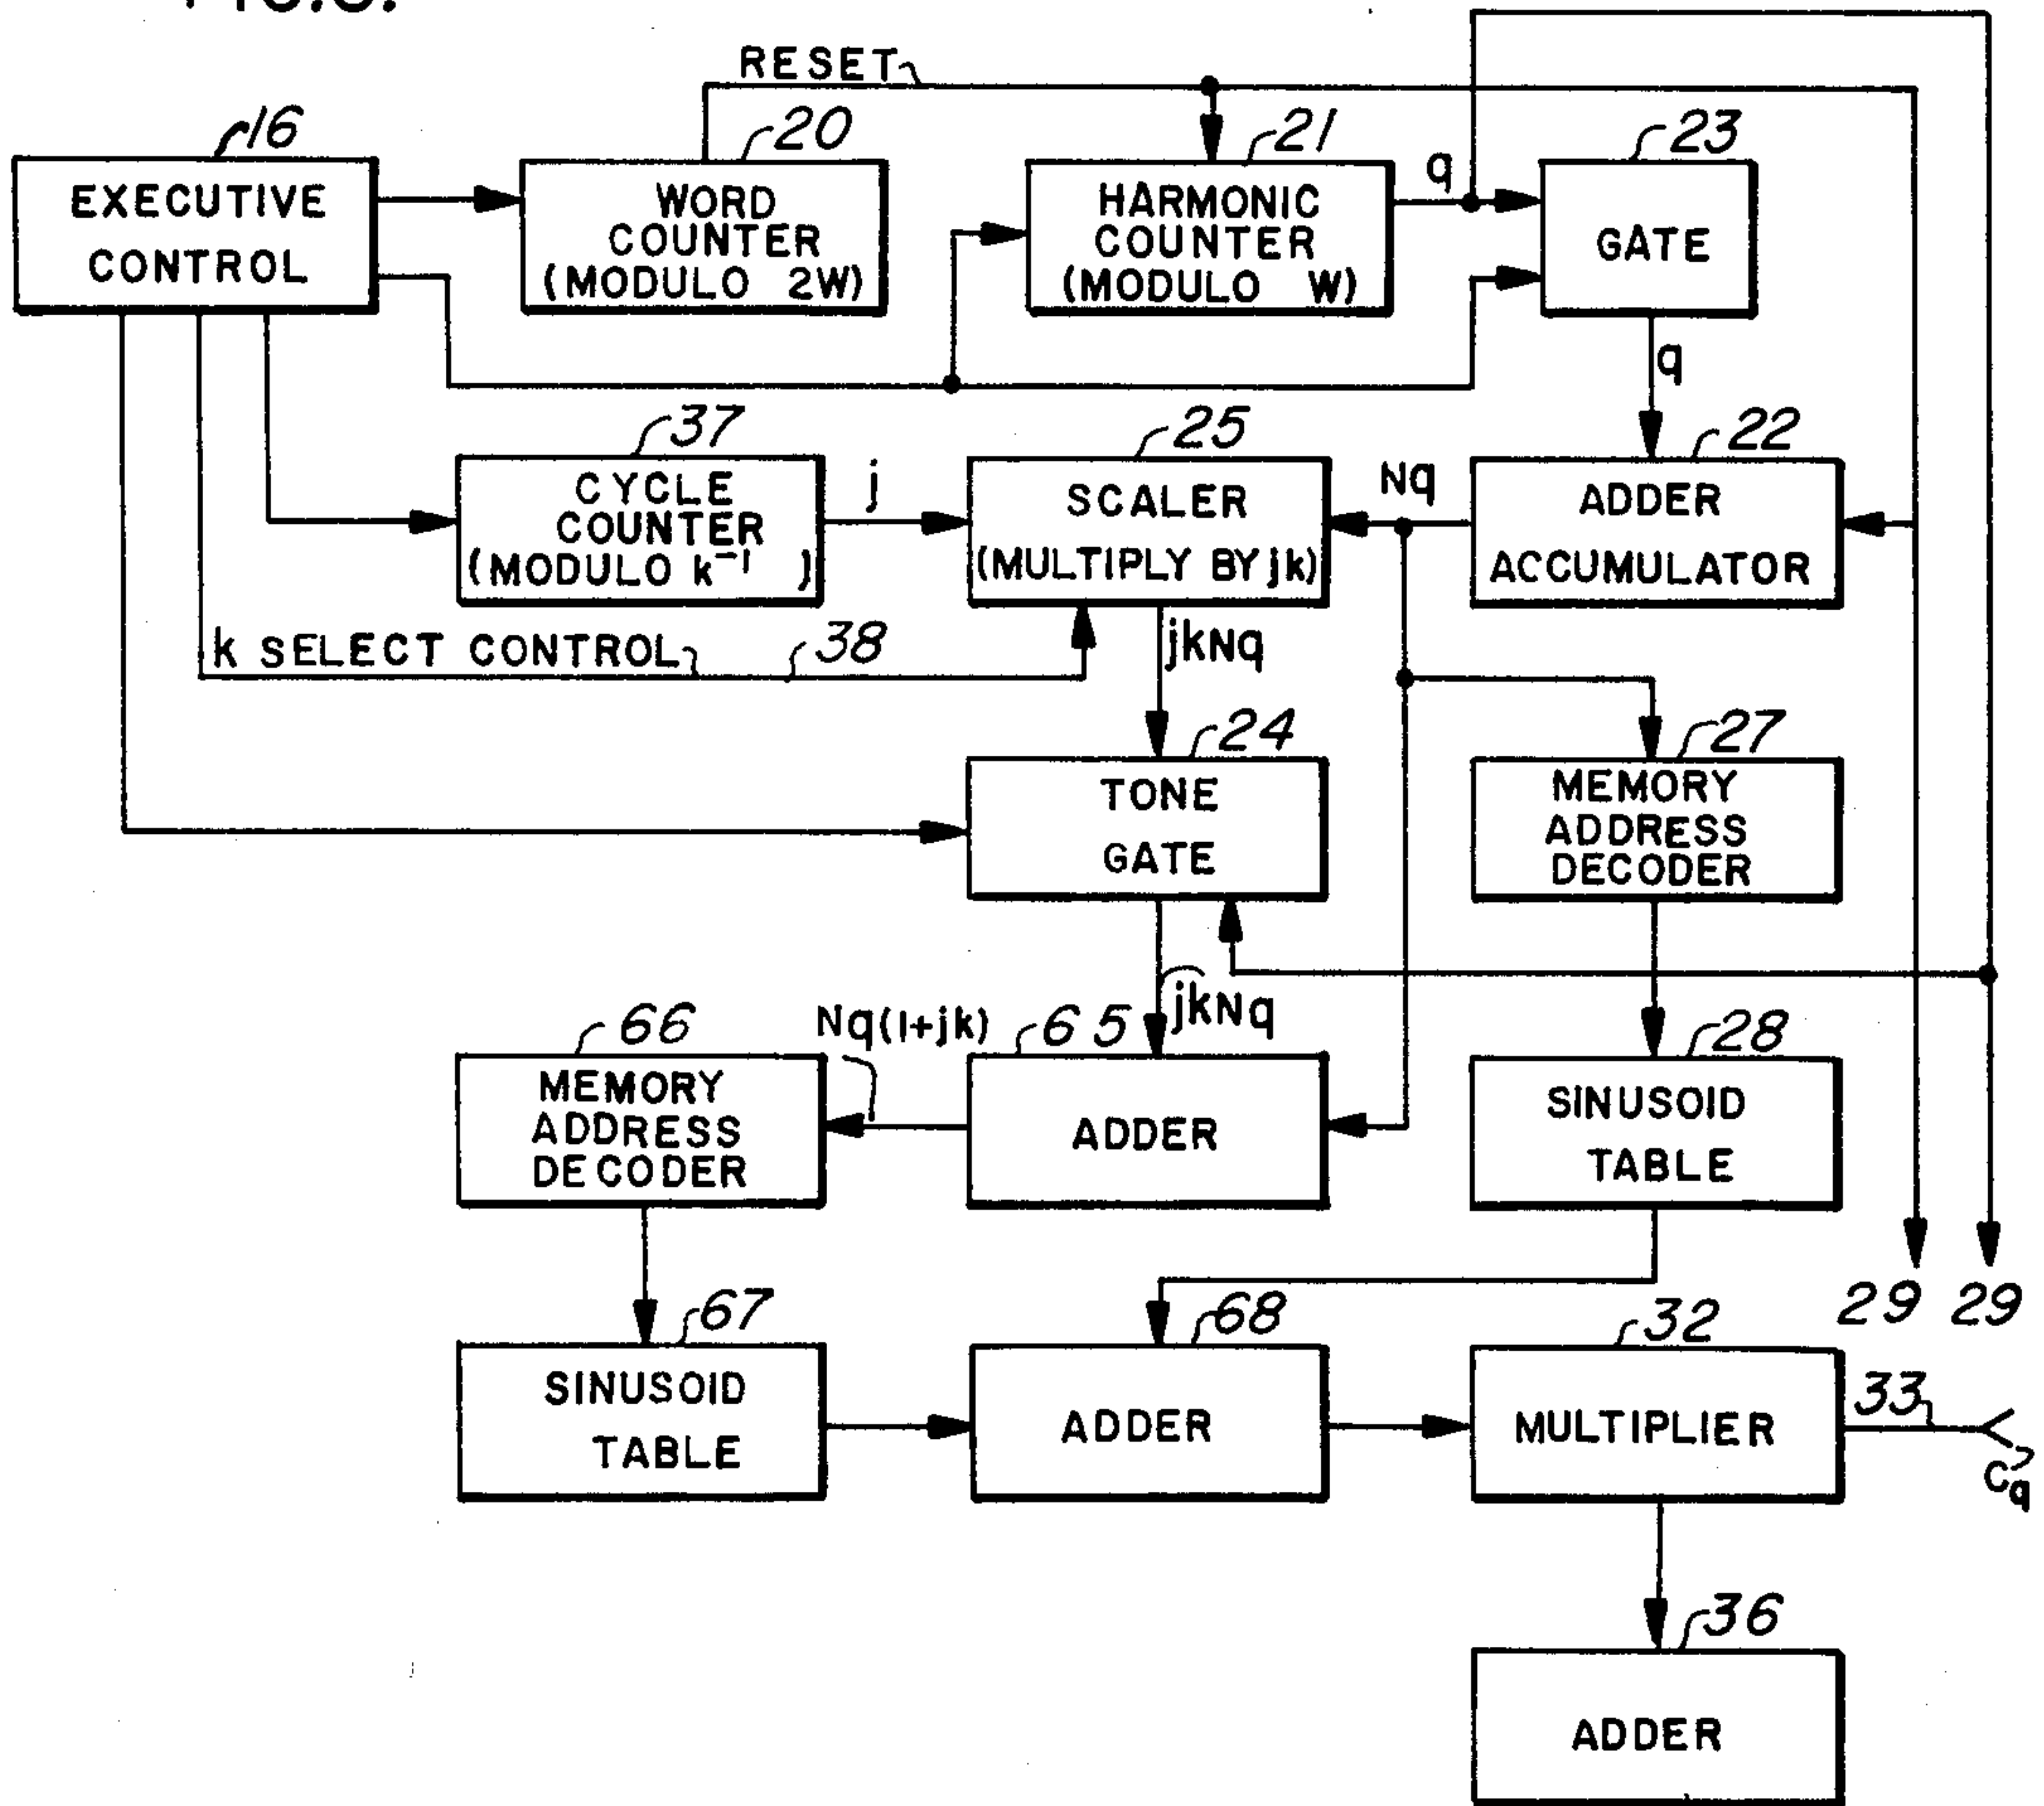 RESET
16
20
21
23
EXECUTIVE
CONTROL
WORD
COUNTER
(MODULO 2W)
HARMONIC
COUNTER
(MODULO W)
q
GATE
q
37
25
22
CYCLE
COUNTER
(MODULO k⁻¹ )
j
SCALER
(MULTIPLY BY jk)
Nq
ADDER
ACCUMULATOR
k SELECT CONTROL
38
jkNq
24
27
TONE
GATE
MEMORY
ADDRESS
DECODER
66
Nq(1+jk)
65
jkNq
28
MEMORY
ADDRESS
DECODER
ADDER
SINUSOID
TABLE
29
29
67
68
32
SINUSOID
TABLE
ADDER
MULTIPLIER
33
Cq
36
ADDER